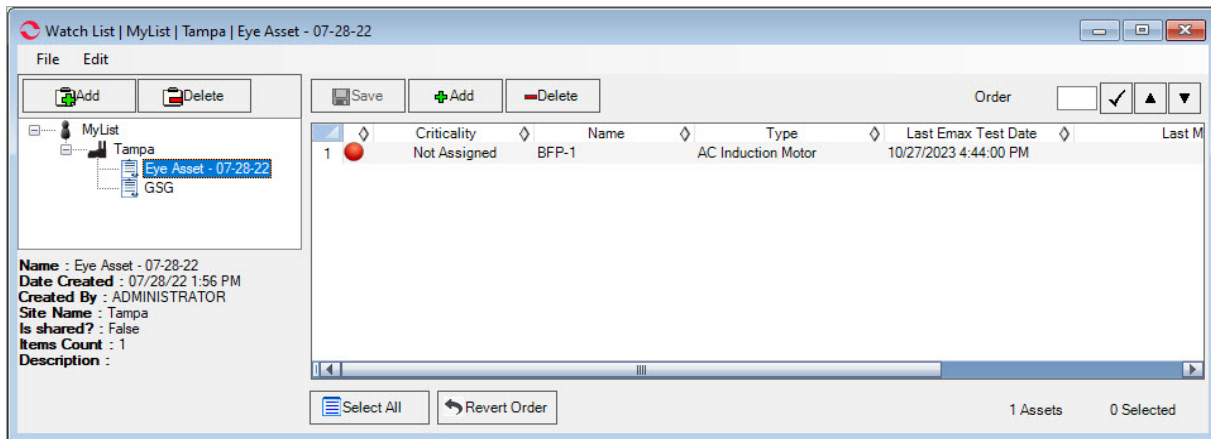 Watch List | MyList | Tampa | Eye Asset - 07-28-22
File Edit
Add Delete
Save Add Delete Order
MyList
Tampa
Eye Asset - 07-28-22
GSG
Criticality Name Type Last Emax Test Date Last M
1 Not Assigned BFP-1 AC Induction Motor 10/27/2023 4:44:00 PM
Name : Eye Asset - 07-28-22
Date Created : 07/28/22 1:56 PM
Created By : ADMINISTRATOR
Site Name : Tampa
Is shared? : False
Items Count : 1
Description :
Select All Revert Order 1 Assets 0 Selected